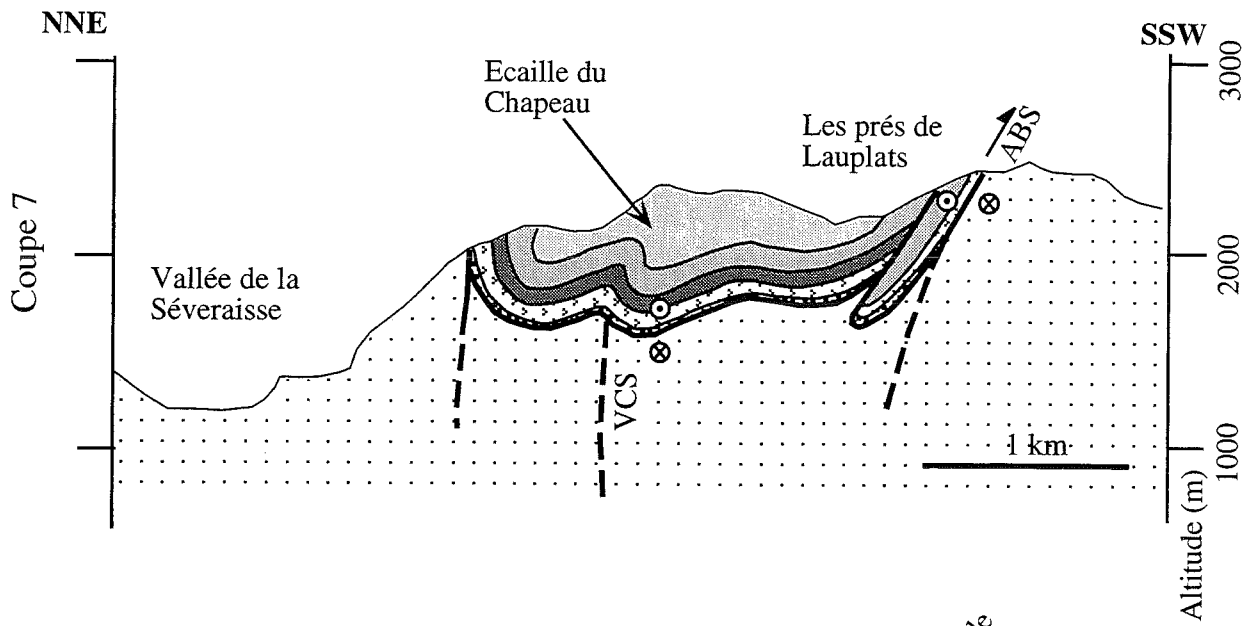 NNE
SSW
Ecaille du
Chapeau
Les prés de
Lauplats
ABS
3000
Coupe 7
Vallée de la
Séveraisse
2000
VCS
1 km
1000
Altitude (m)